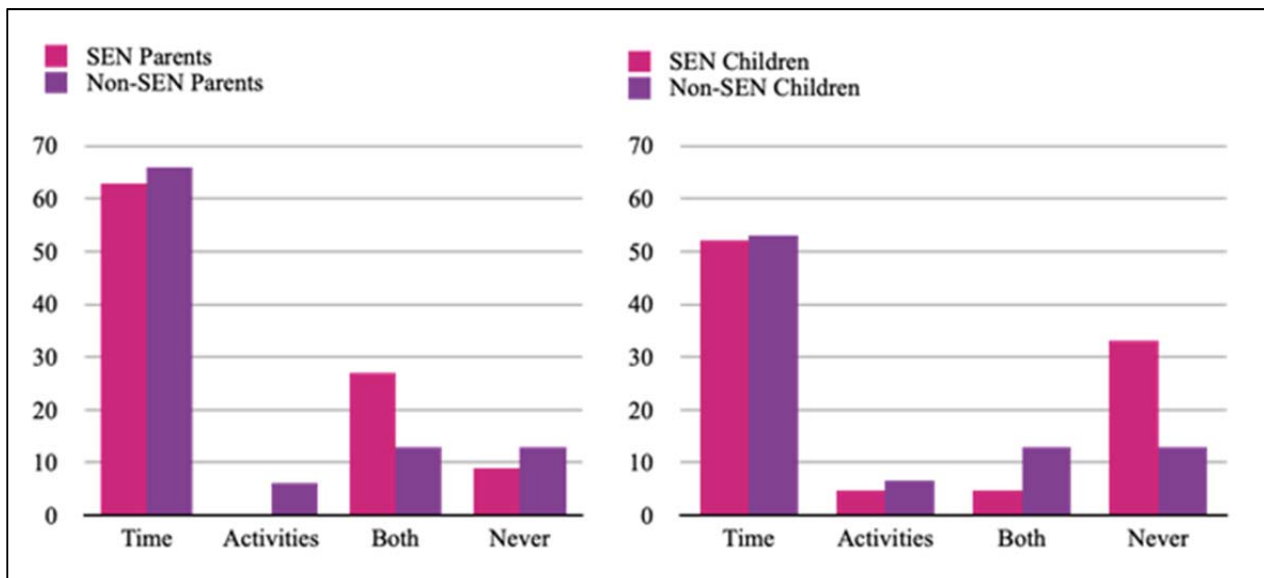 SEN Parents
Non-SEN Parents
70
60
50
40
30
20
10
0
Time Activities Both Never
SEN Children
Non-SEN Children
70
60
50
40
30
20
10
0
Time Activities Both Never